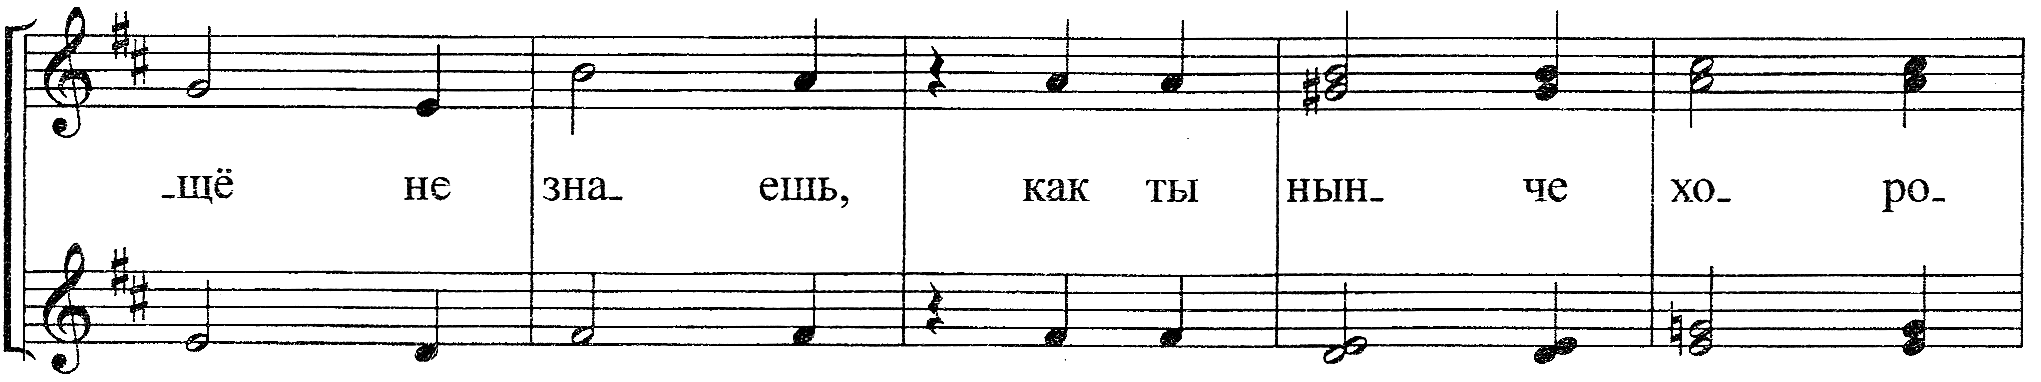 -щё не зна- ешь, как ты нын- че хо- ро-